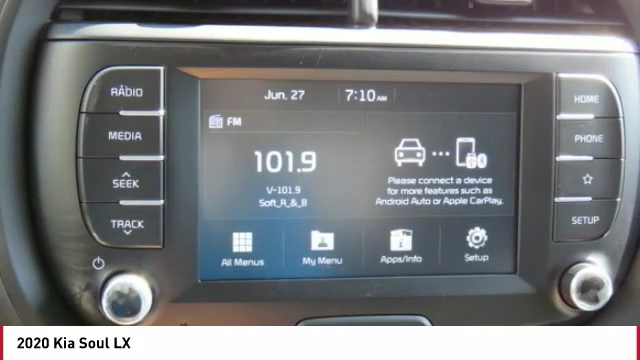 RADIO
MEDIA
SEEK
TRACK
Jun. 27
7:10 AM
FM
101.9
V-101.9
Soft_R_&_B
Please connect a device
for more features such as
Android Auto or Apple CarPlay.
All Menus
My Menu
Apps/Info
Setup
HOME
PHONE
SETUP
2020 Kia Soul LX